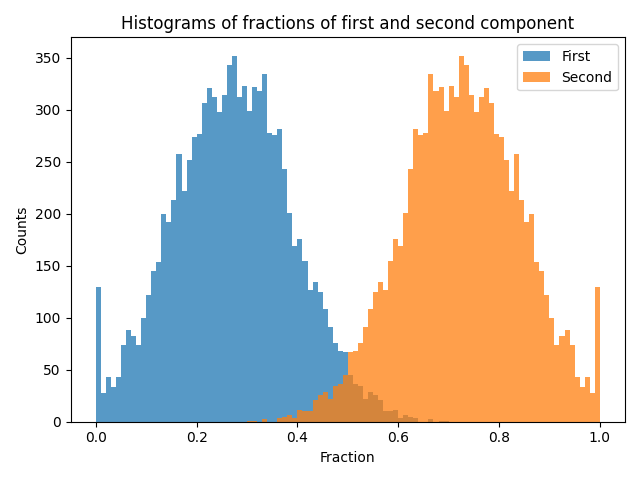 Histograms of fractions of first and second component
First
Second
350
300
250
200
150
100
50
0
Counts
0.0 0.2 0.4 0.6 0.8 1.0
Fraction